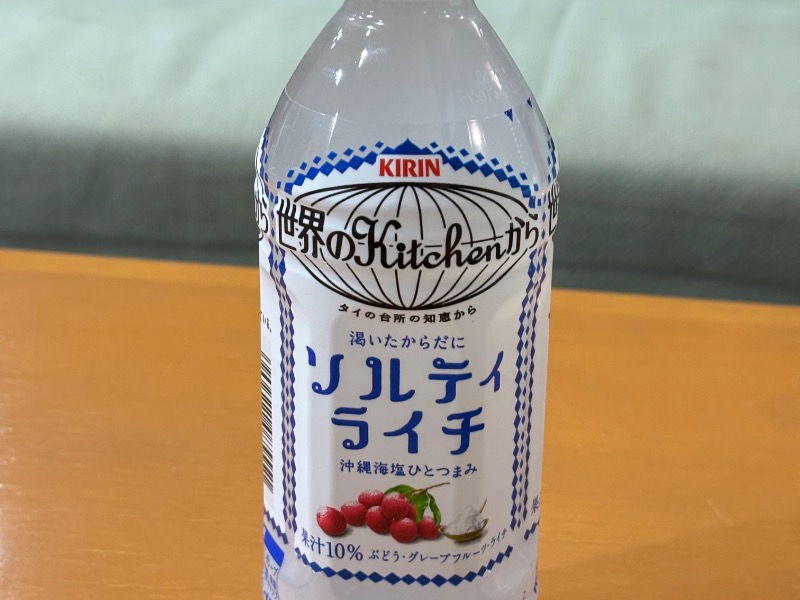 KIRIN
世界のKitchenから
タイの台所の知恵から
渇いたからだに
ソルティ
ライチ
沖縄海塩ひとつまみ
果汁10% ぶどう・グレープフルーツ・ライチ